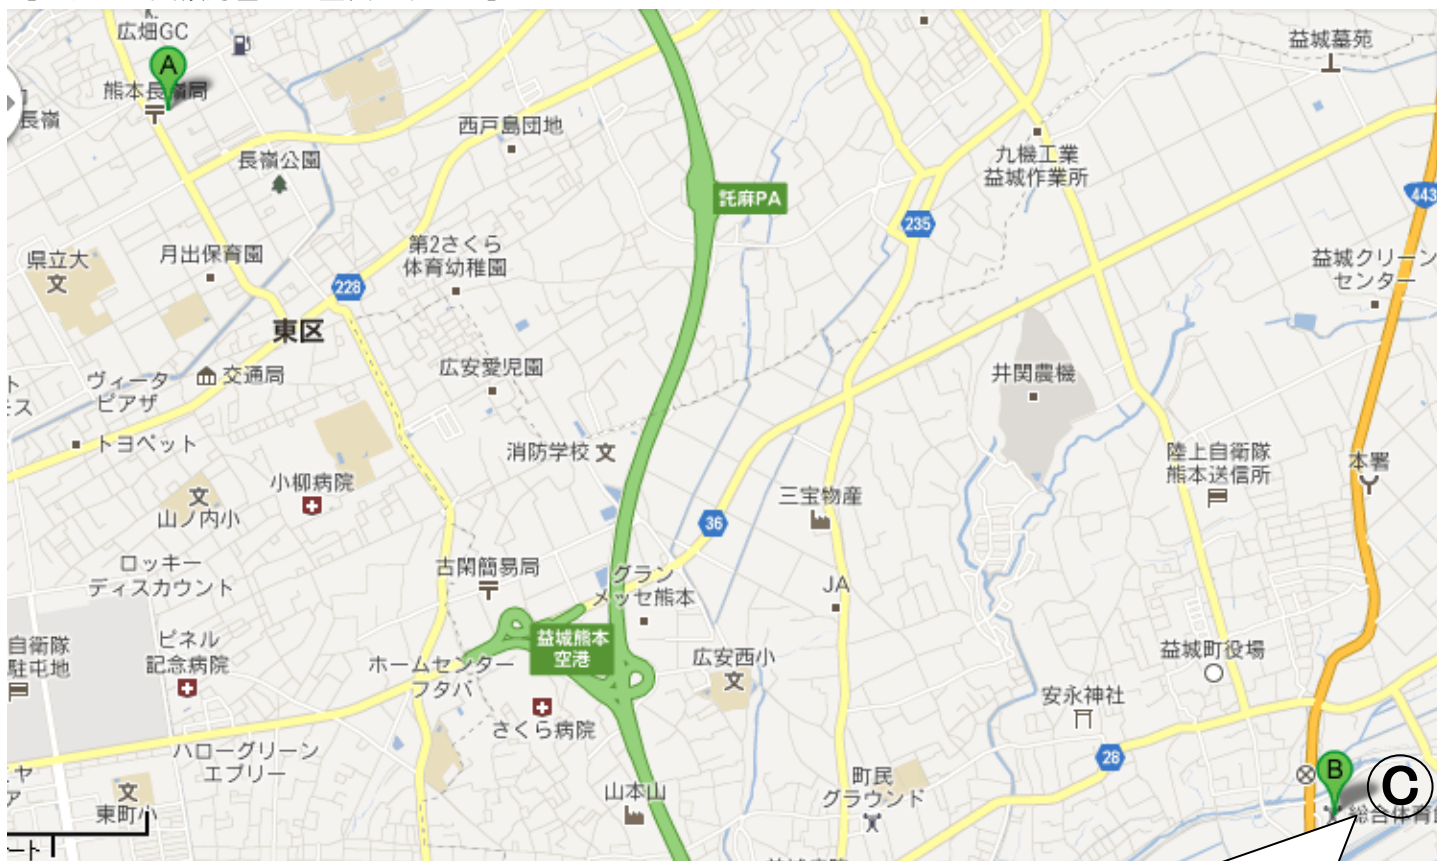 広畑GC
A
熊本長嶺局
長嶺
西戸島団地
長嶺公園
益城墓苑
九機工業
益城作業所
託麻PA
443
235
県立大
文
月出保育園
第2さくら
体育幼稚園
228
益城クリーン
センター
東区
交通局
広安愛児園
井関農機
ヴィータ
ピアザ
トヨペット
消防学校 文
陸上自衛隊
熊本送信所
本署
小柳病院
文
山ノ内小
三宝物産
36
ロッキー
ディスカウント
古閑簡易局
グラン
メッセ熊本
JA
自衛隊
駐屯地
ピネル
記念病院
益城熊本
空港
広安西小
文
益城町役場
ホームセンター
フタバ
安永神社
さくら病院
ハローグリーン
エブリー
28
文
東町小
山本山
町民
グラウンド
B
C
総合体育